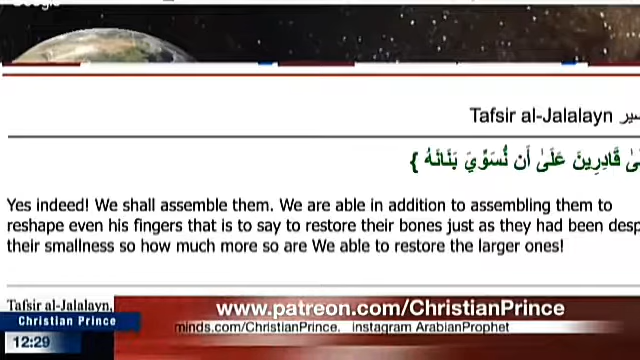 Google
Tafsir al-Jalalayn
قَادِرِينَ عَلَىٰ أَن نُّسَوِّيَ بَنَانَهُ }
Yes indeed! We shall assemble them. We are able in addition to assembling them to
reshape even his fingers that is to say to restore their bones just as they had been
their smallness so how much more so are We able to restore the larger ones!
Tafsir al-Jalalayn,
www.patreon.com/ChristianPrince
Christian Prince
minds.com/ChristianPrince, instagram ArabianProphet
12:29